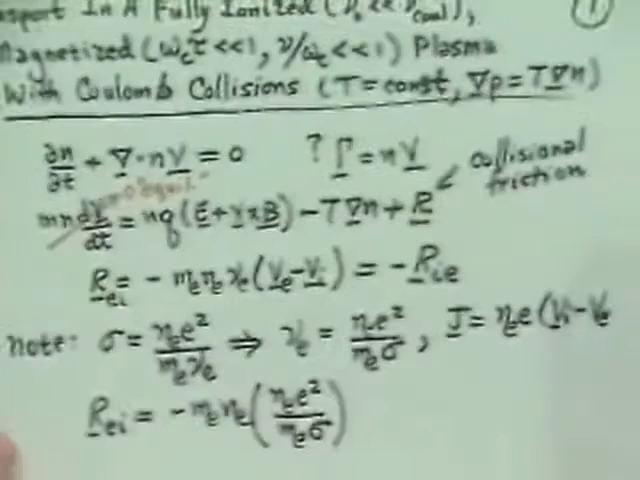 In A Fully Ionized (ν₀ << ν_coul),
Magnetized (ω_cτ << 1, ν/ω_c << 1) Plasma
With Coulomb Collisions (T = const, ∇p = T∇n)
①
∂n/∂t + ∇·nV = 0   ? Γ = nV
collisional friction
mn dV/dt = nq(E + V×B) − T∇n + R
R_ei = −m_e n_e ν_e (V_e − V_i) = −R_ie
note: σ = n_e e²/m_e ν_e ⇒ ν_e = n_e e²/m_e σ, J = n_e e (V_i − V_e
R_ei = −m_e n_e (n_e e²/m_e σ)